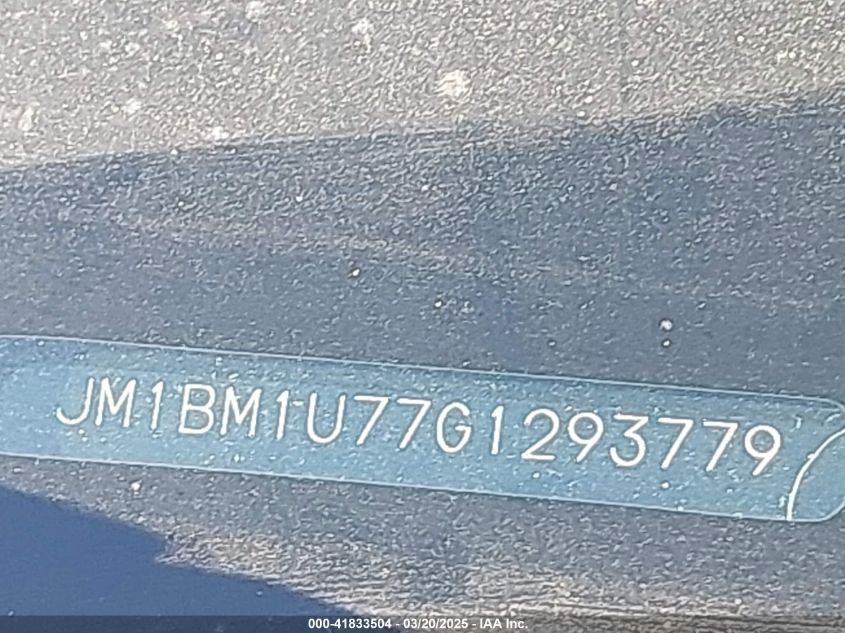 JM1BM1U77G1293779
000-41833504 - 03/20/2025 - IAA, Inc.